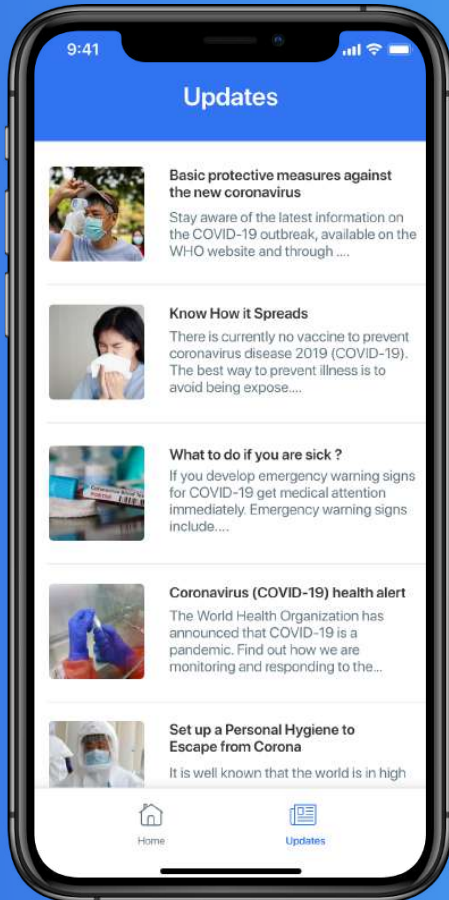 9:41
Updates
Basic protective measures against
the new coronavirus
Stay aware of the latest information on
the COVID-19 outbreak, available on the
WHO website and through ....
Know How it Spreads
There is currently no vaccine to prevent
coronavirus disease 2019 (COVID-19).
The best way to prevent illness is to
avoid being expose....
What to do if you are sick ?
If you develop emergency warning signs
for COVID-19 get medical attention
immediately. Emergency warning signs
include....
Coronavirus (COVID-19) health alert
The World Health Organization has
announced that COVID-19 is a
pandemic. Find out how we are
monitoring and responding to the...
Set up a Personal Hygiene to
Escape from Corona
It is well known that the world is in high
Home
Updates